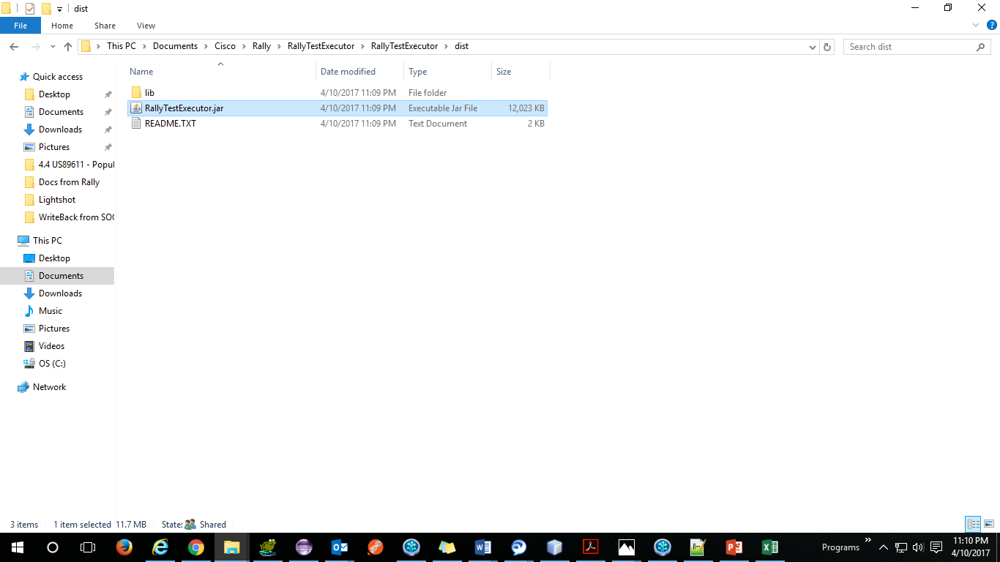 dist
File Home Share View
This PC Documents Cisco Rally RallyTestExecutor RallyTestExecutor dist
Search dist
Name Date modified Type Size
lib 4/10/2017 11:09 PM File folder
RallyTestExecutor.jar 4/10/2017 11:09 PM Executable Jar File 12,023 KB
README.TXT 4/10/2017 11:09 PM Text Document 2 KB
Quick access
Desktop
Documents
Downloads
Pictures
4.4 US89611 - Popul
Docs from Rally
Lightshot
WriteBack from SOC
This PC
Desktop
Documents
Downloads
Music
Pictures
Videos
OS (C:)
Network
3 items 1 item selected 11.7 MB State: Shared
Programs
11:10 PM
4/10/2017